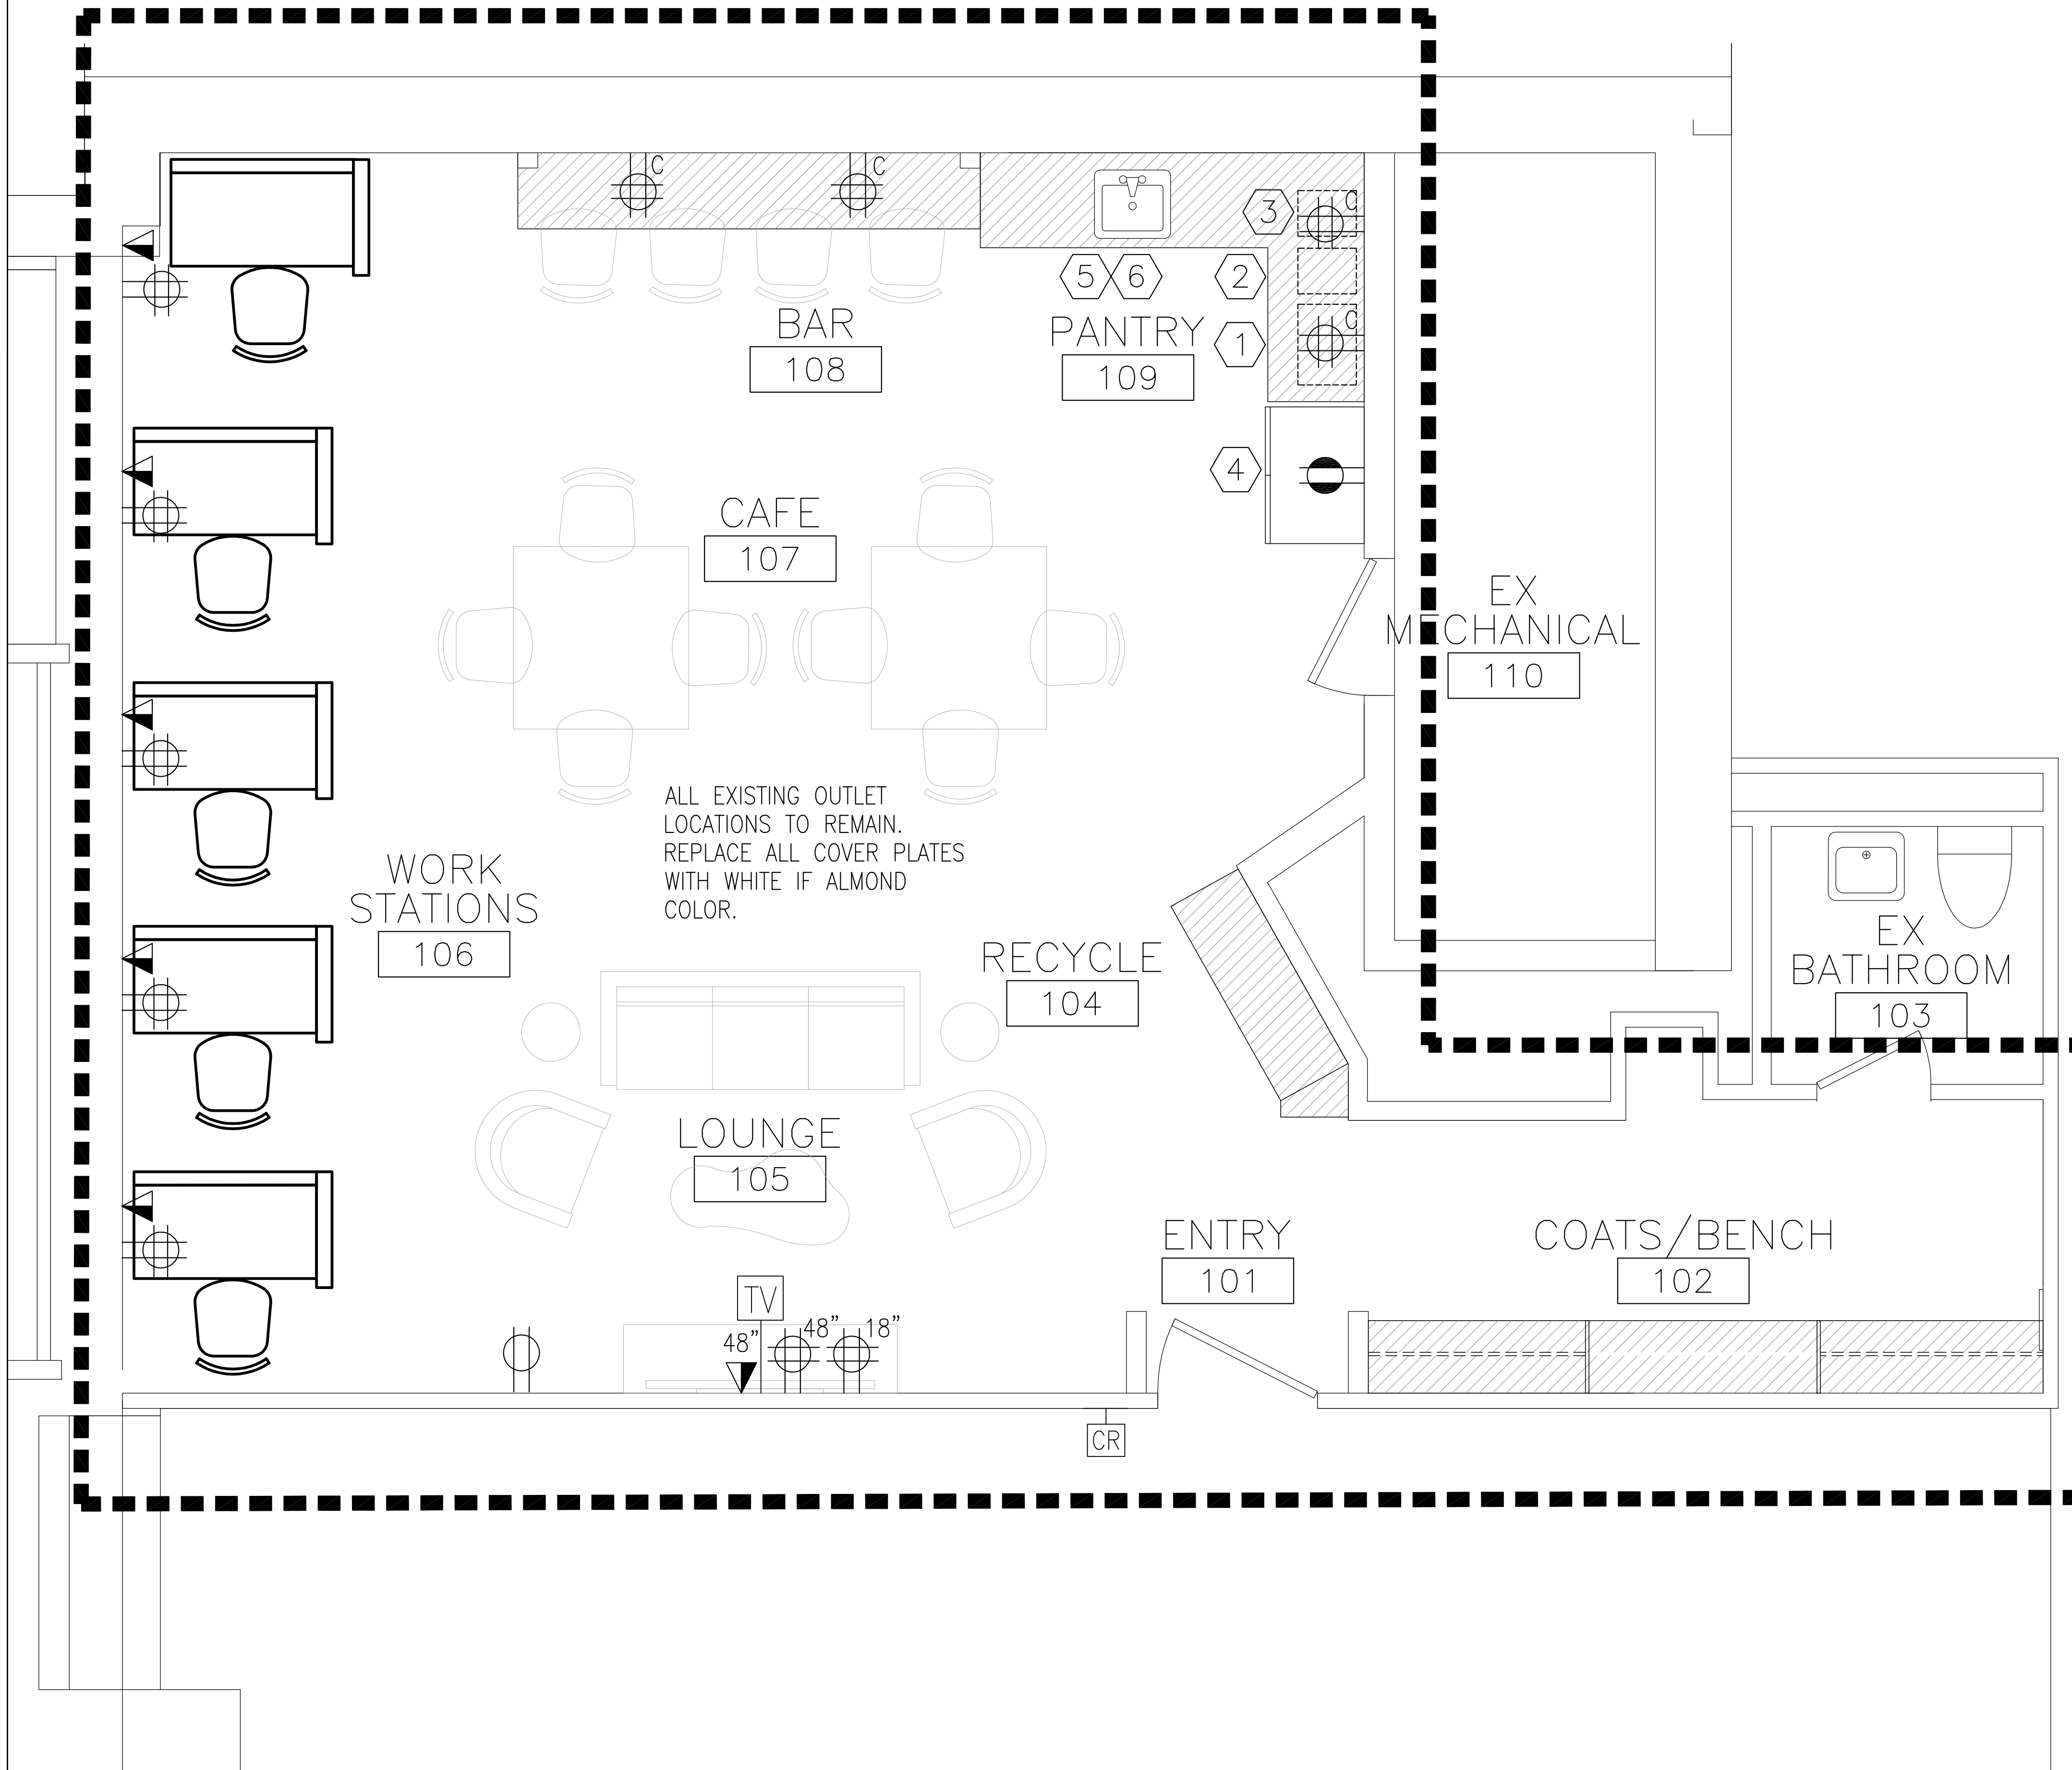 C
C
3
C
5
6
2
BAR
108
PANTRY
109
1
C
4
CAFE
107
EX
MECHANICAL
110
ALL EXISTING OUTLET
LOCATIONS TO REMAIN.
REPLACE ALL COVER PLATES
WITH WHITE IF ALMOND
COLOR.
WORK
STATIONS
106
RECYCLE
104
EX
BATHROOM
103
LOUNGE
105
ENTRY
101
COATS/BENCH
102
TV
48"
48"
18"
CR